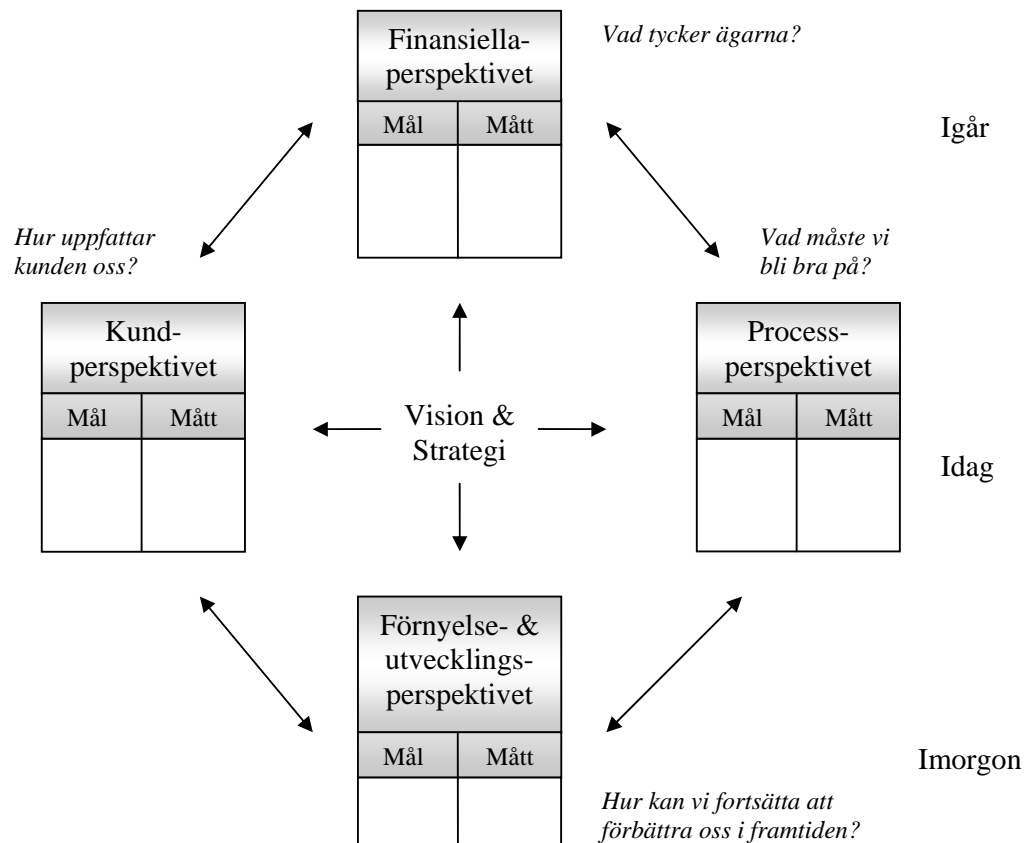 Finansiella-
perspektivet
Vad tycker ägarna?
Mål Mått
Igår
Hur uppfattar
kunden oss?
Vad måste vi
bli bra på?
Kund-
perspektivet
Mål Mått
Process-
perspektivet
Mål Mått
Vision &
Strategi
Idag
Förnyelse- &
utvecklings-
perspektivet
Mål Mått
Imorgon
Hur kan vi fortsätta att
förbättra oss i framtiden?